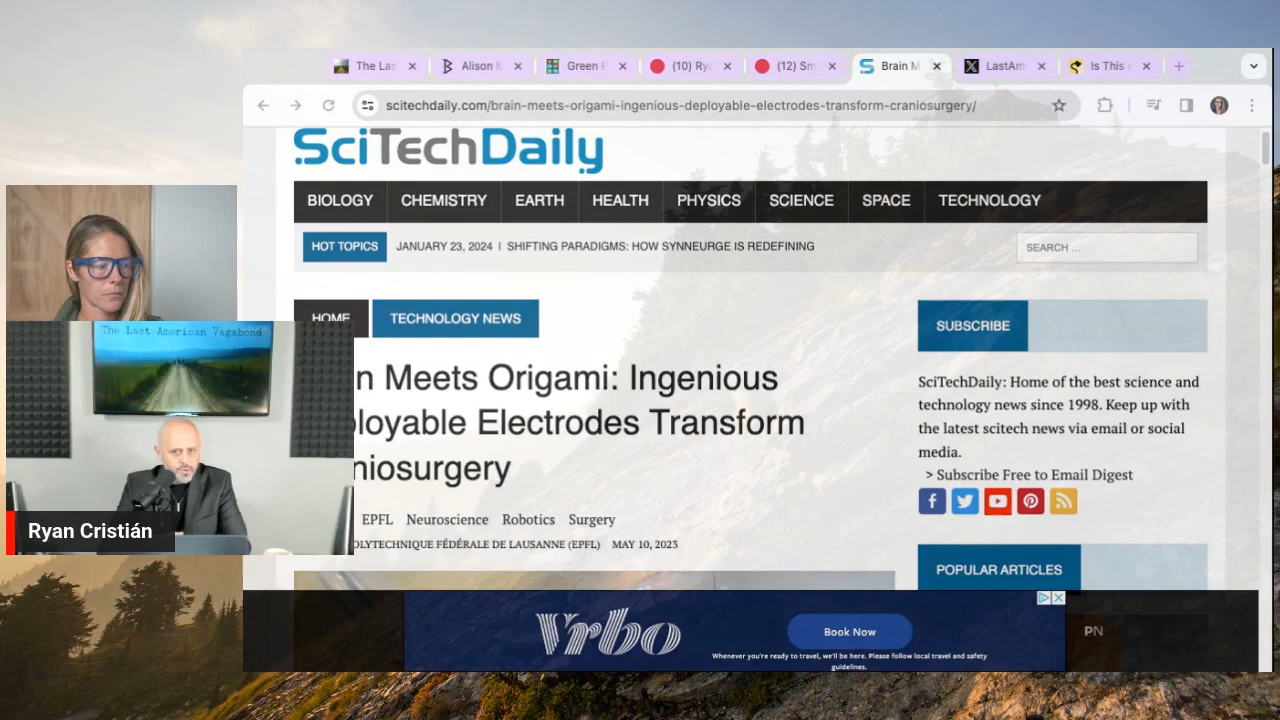 The Las
Alison M
Green P
(10) Rya
(12) Sm
Brain M
LastAm
Is This a
scitechdaily.com/brain-meets-origami-ingenious-deployable-electrodes-transform-craniosurgery/
SciTechDaily
BIOLOGY CHEMISTRY EARTH HEALTH PHYSICS SCIENCE SPACE TECHNOLOGY
HOT TOPICS JANUARY 23, 2024 | SHIFTING PARADIGMS: HOW SYNNEURGE IS REDEFINING
SEARCH ...
HOME TECHNOLOGY NEWS
n Meets Origami: Ingenious
ployable Electrodes Transform
niosurgery
EPFL Neuroscience Robotics Surgery
OLYTECHNIQUE FÉDÉRALE DE LAUSANNE (EPFL) MAY 10, 2023
SUBSCRIBE
SciTechDaily: Home of the best science and
technology news since 1998. Keep up with
the latest scitech news via email or social
media.
> Subscribe Free to Email Digest
POPULAR ARTICLES
The Last American Vagabond
Ryan Cristián
Vrbo
Book Now
Whenever you're ready to travel, we'll be here. Please follow local travel and safety
guidelines.
PN